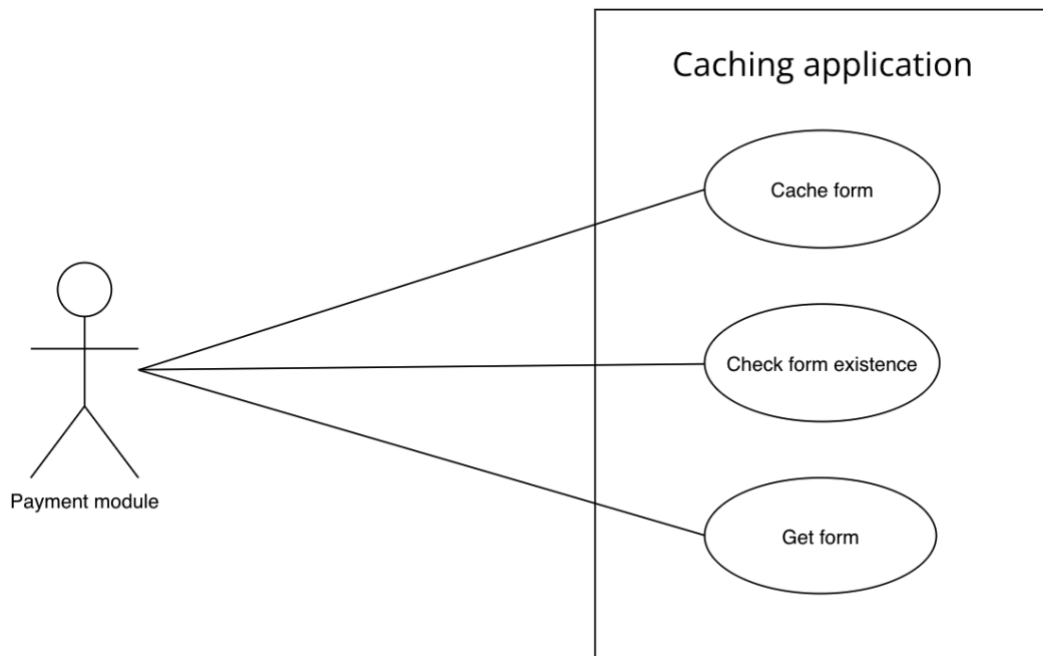 Caching application
Cache form
Check form existence
Payment module
Get form